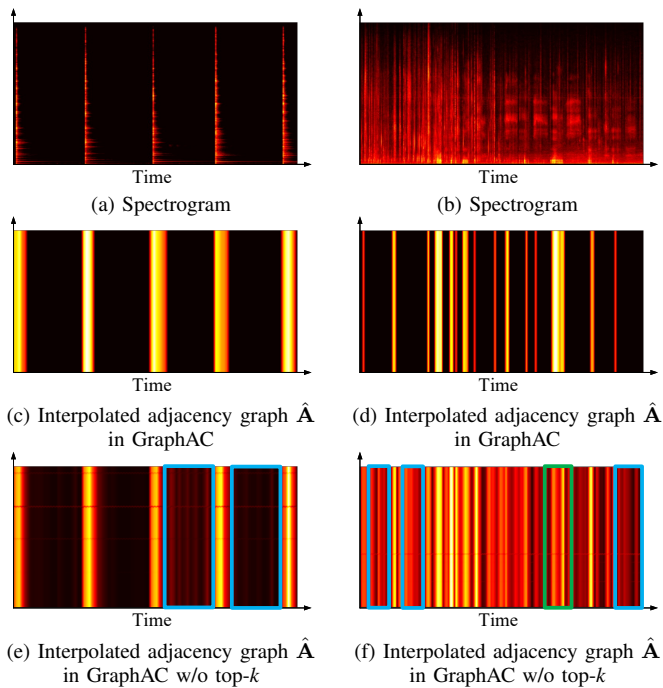 Time
Time
(a) Spectrogram
(b) Spectrogram
Time
Time
(c) Interpolated adjacency graph Â
in GraphAC
(d) Interpolated adjacency graph Â
in GraphAC
Time
Time
(e) Interpolated adjacency graph Â
in GraphAC w/o top-k
(f) Interpolated adjacency graph Â
in GraphAC w/o top-k